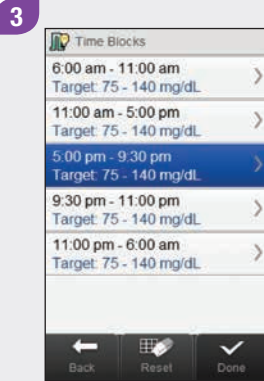 3
Time Blocks
6:00 am - 11:00 am
Target: 75 - 140 mg/dL
11:00 am - 5:00 pm
Target: 75 - 140 mg/dL
5:00 pm - 9:30 pm
Target: 75 - 140 mg/dL
9:30 pm - 11:00 pm
Target: 75 - 140 mg/dL
11:00 pm - 6:00 am
Target: 75 - 140 mg/dL
Back Reset Done